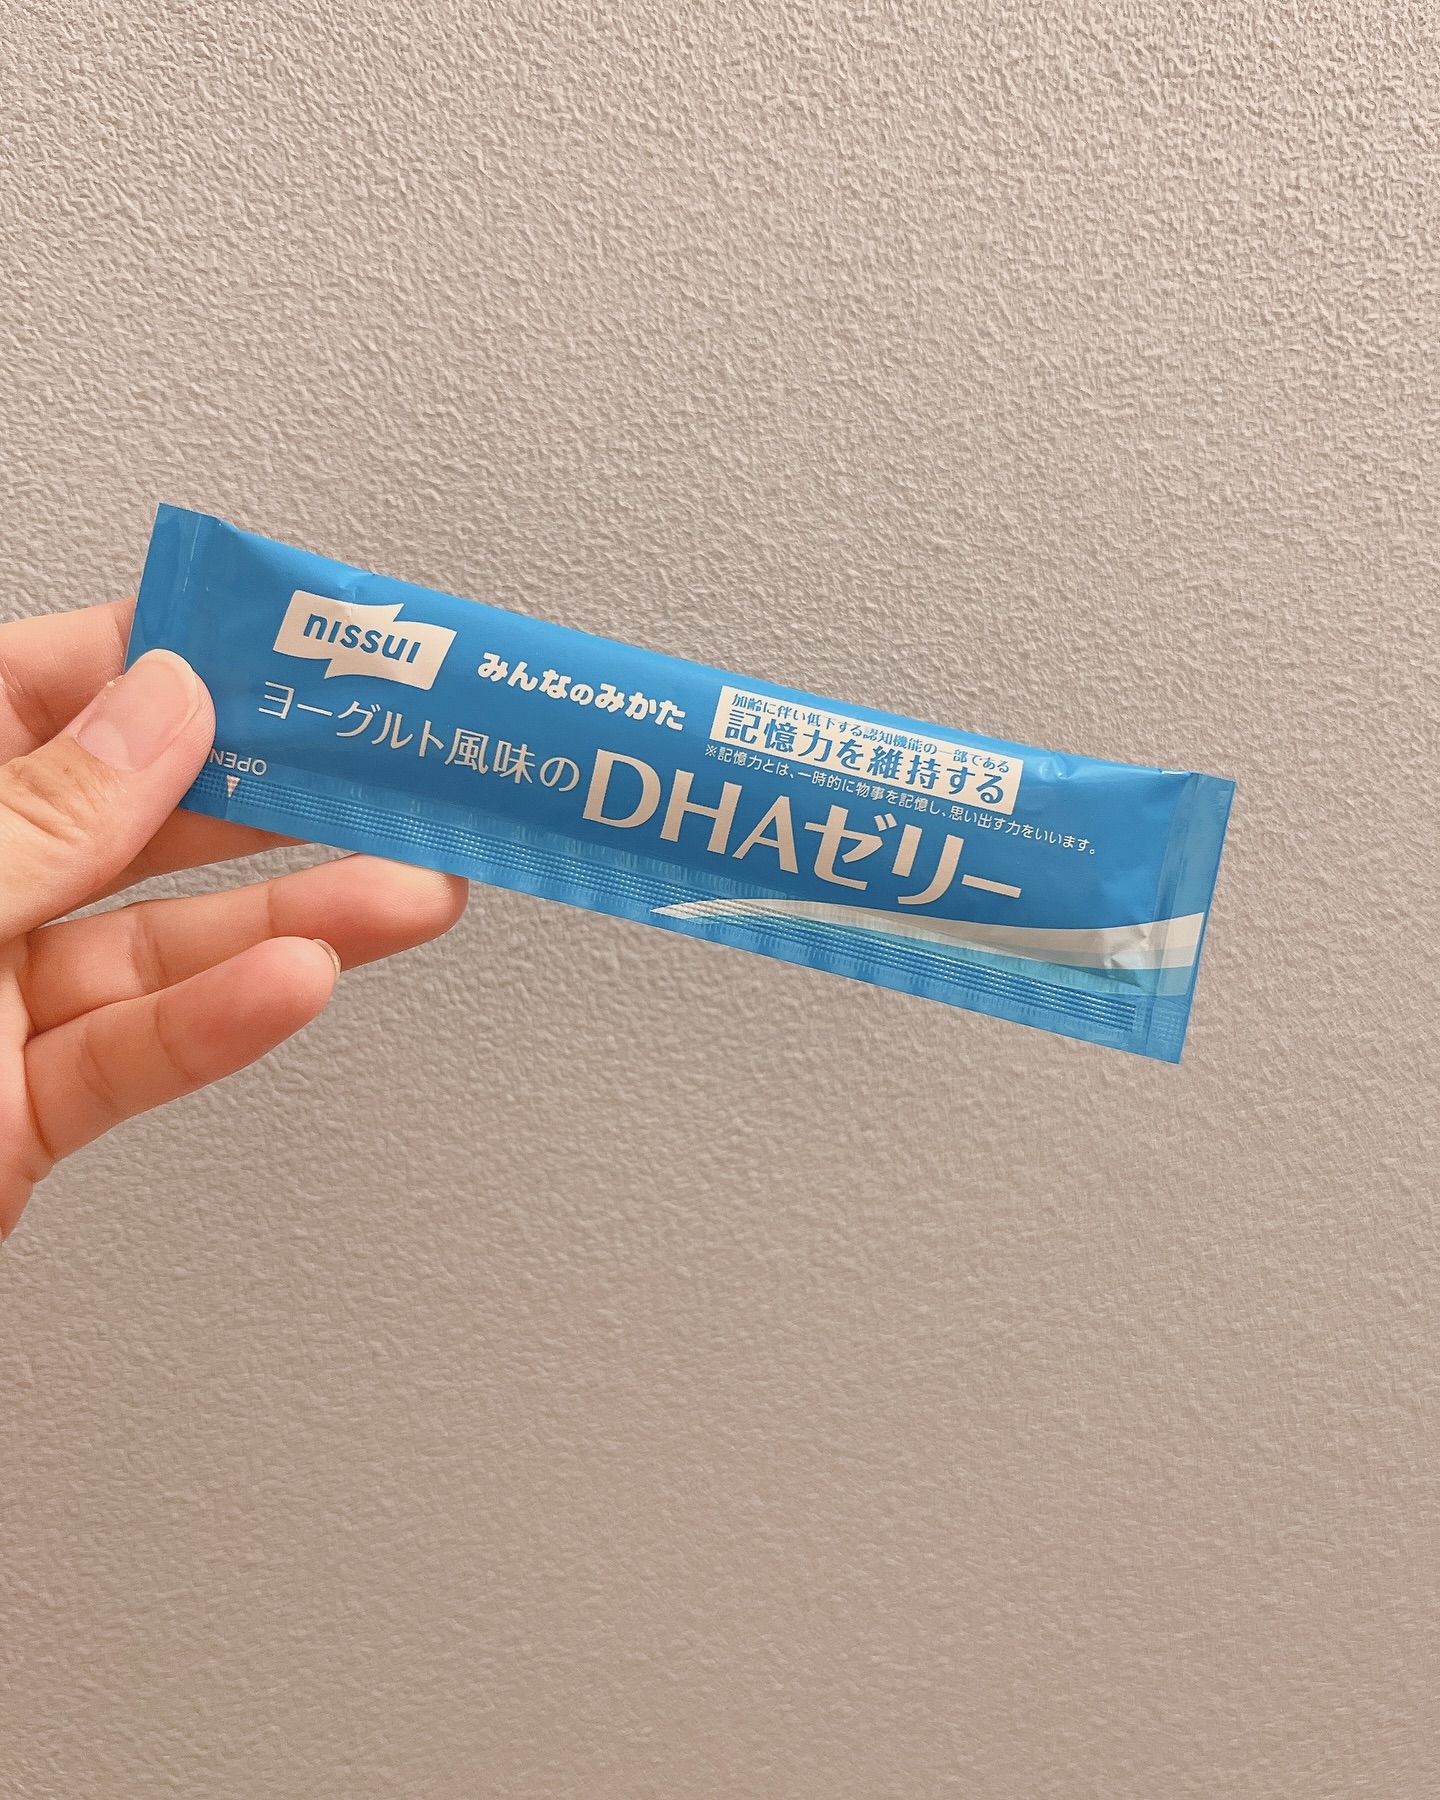 nissui
みんなのみかた
加齢に伴い低下する認知機能の一部である
記憶力を維持する
※記憶力とは、一時的に物事を記憶し、思い出す力をいいます。
ヨーグルト風味のDHAゼリー
OPEN